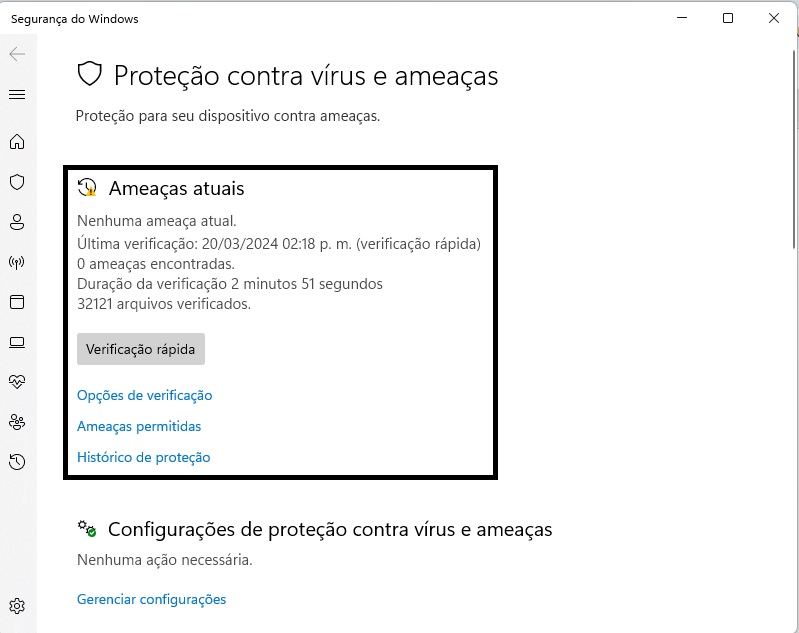 Segurança do Windows
Proteção contra vírus e ameaças
Proteção para seu dispositivo contra ameaças.
Ameaças atuais
Nenhuma ameaça atual.
Última verificação: 20/03/2024 02:18 p. m. (verificação rápida)
0 ameaças encontradas.
Duração da verificação 2 minutos 51 segundos
32121 arquivos verificados.
Verificação rápida
Opções de verificação
Ameaças permitidas
Histórico de proteção
Configurações de proteção contra vírus e ameaças
Nenhuma ação necessária.
Gerenciar configurações